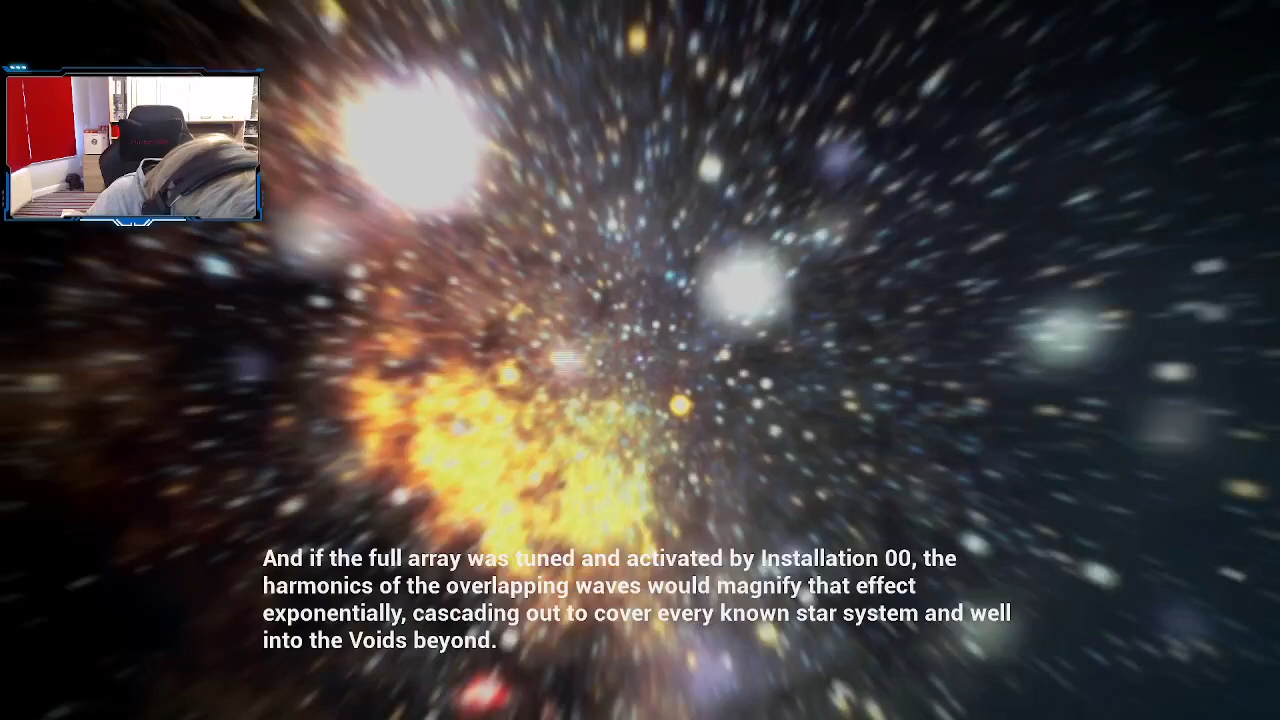 And if the full array was tuned and activated by Installation 00, the
harmonics of the overlapping waves would magnify that effect
exponentially, cascading out to cover every known star system and well
into the Voids beyond.